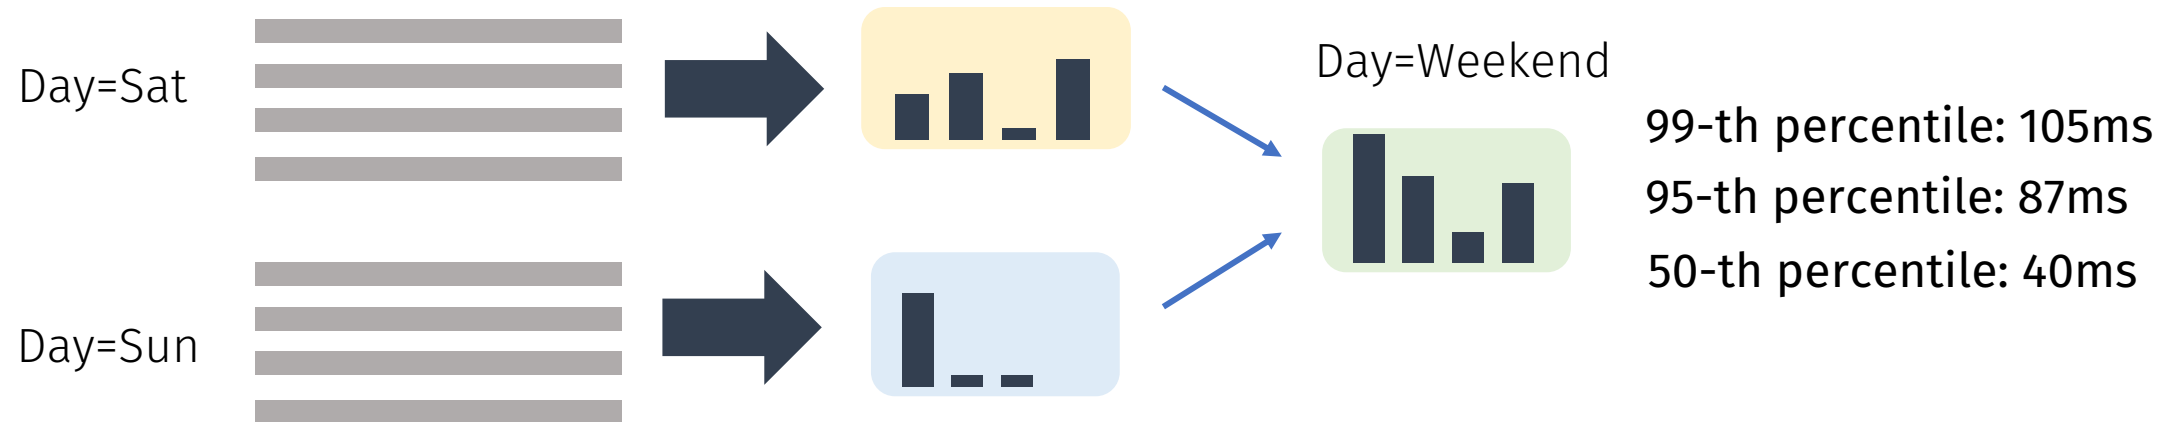 Day=Sat
Day=Sun
Day=Weekend
99-th percentile: 105ms
95-th percentile: 87ms
50-th percentile: 40ms